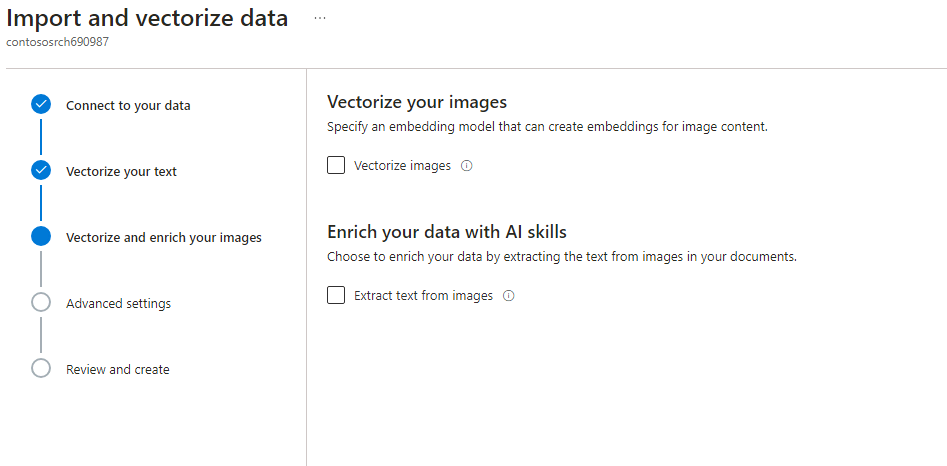 Import and vectorize data ...
contososrch690987
Connect to your data
Vectorize your text
Vectorize and enrich your images
Advanced settings
Review and create
Vectorize your images
Specify an embedding model that can create embeddings for image content.
Vectorize images
Enrich your data with AI skills
Choose to enrich your data by extracting the text from images in your documents.
Extract text from images